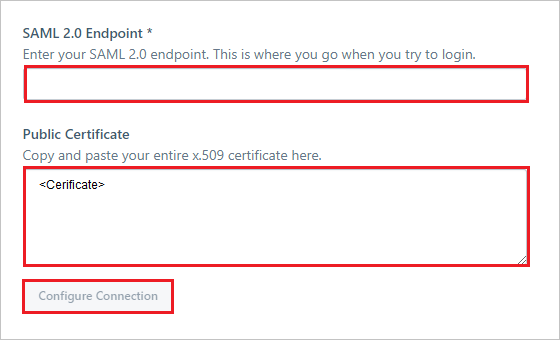 SAML 2.0 Endpoint *
Enter your SAML 2.0 endpoint. This is where you go when you try to login.
Public Certificate
Copy and paste your entire x.509 certificate here.
<Cerificate>
Configure Connection